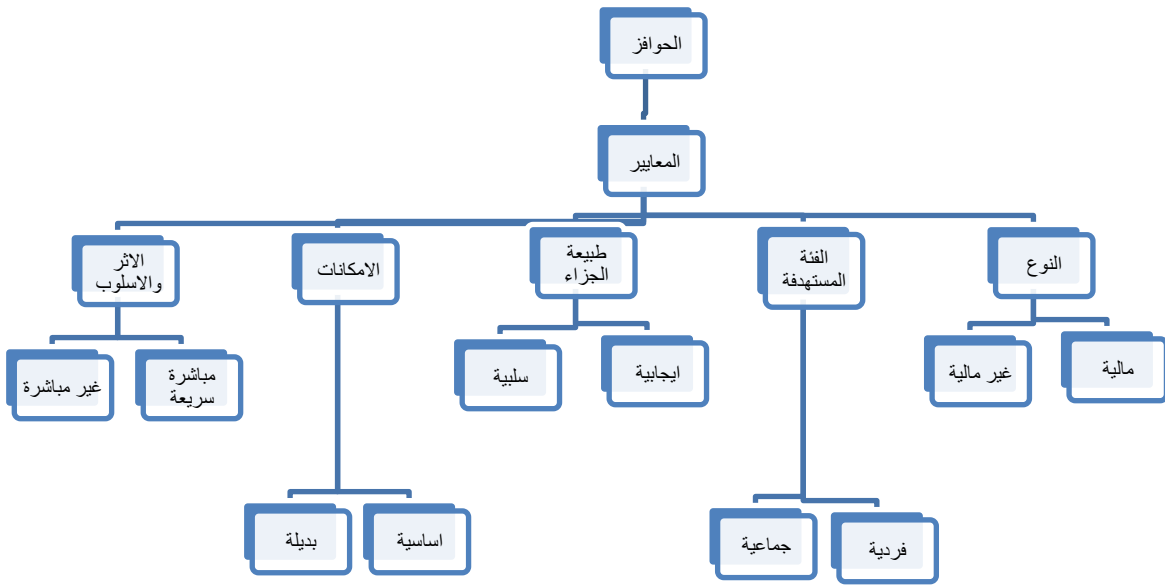 الحوافز
المعايير
النوع
الفئة
المستهدفة
طبيعة
الجزاء
الامكانات
الاثر
والاسلوب
مالية
غير مالية
ايجابية
سلبية
مباشرة
سريعة
غير مباشرة
فردية
جماعية
اساسية
بديلة